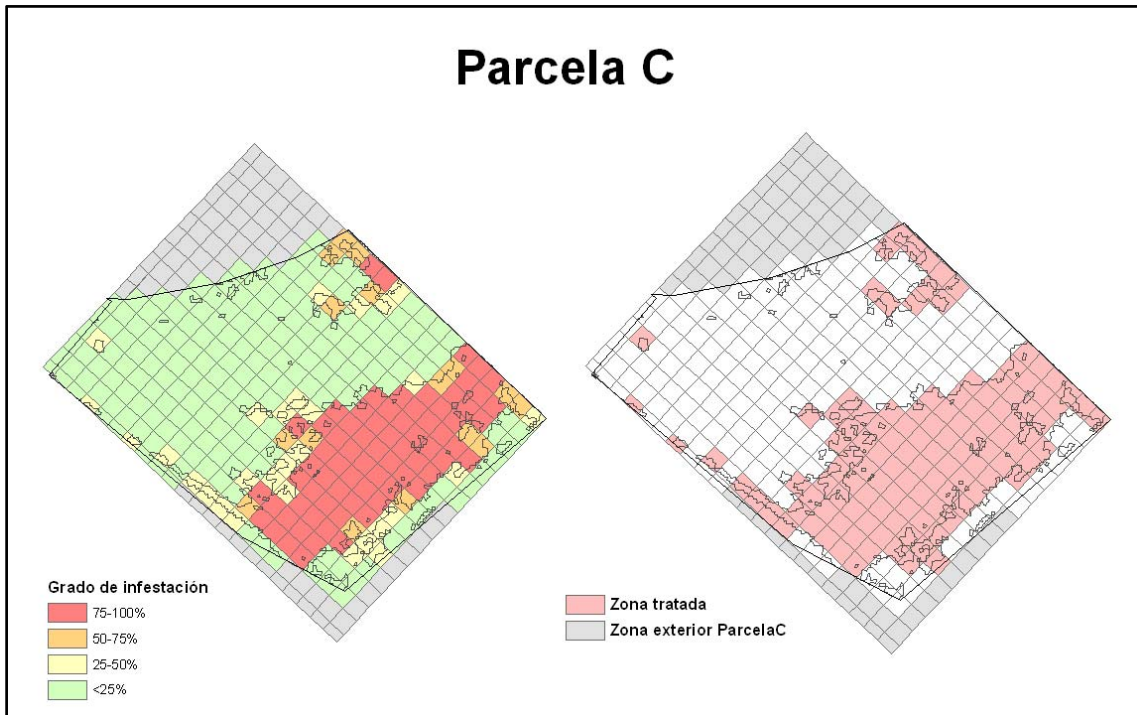 Parcela C
Grado de infestación
75-100%
50-75%
25-50%
<25%
Zona tratada
Zona exterior ParcelaC